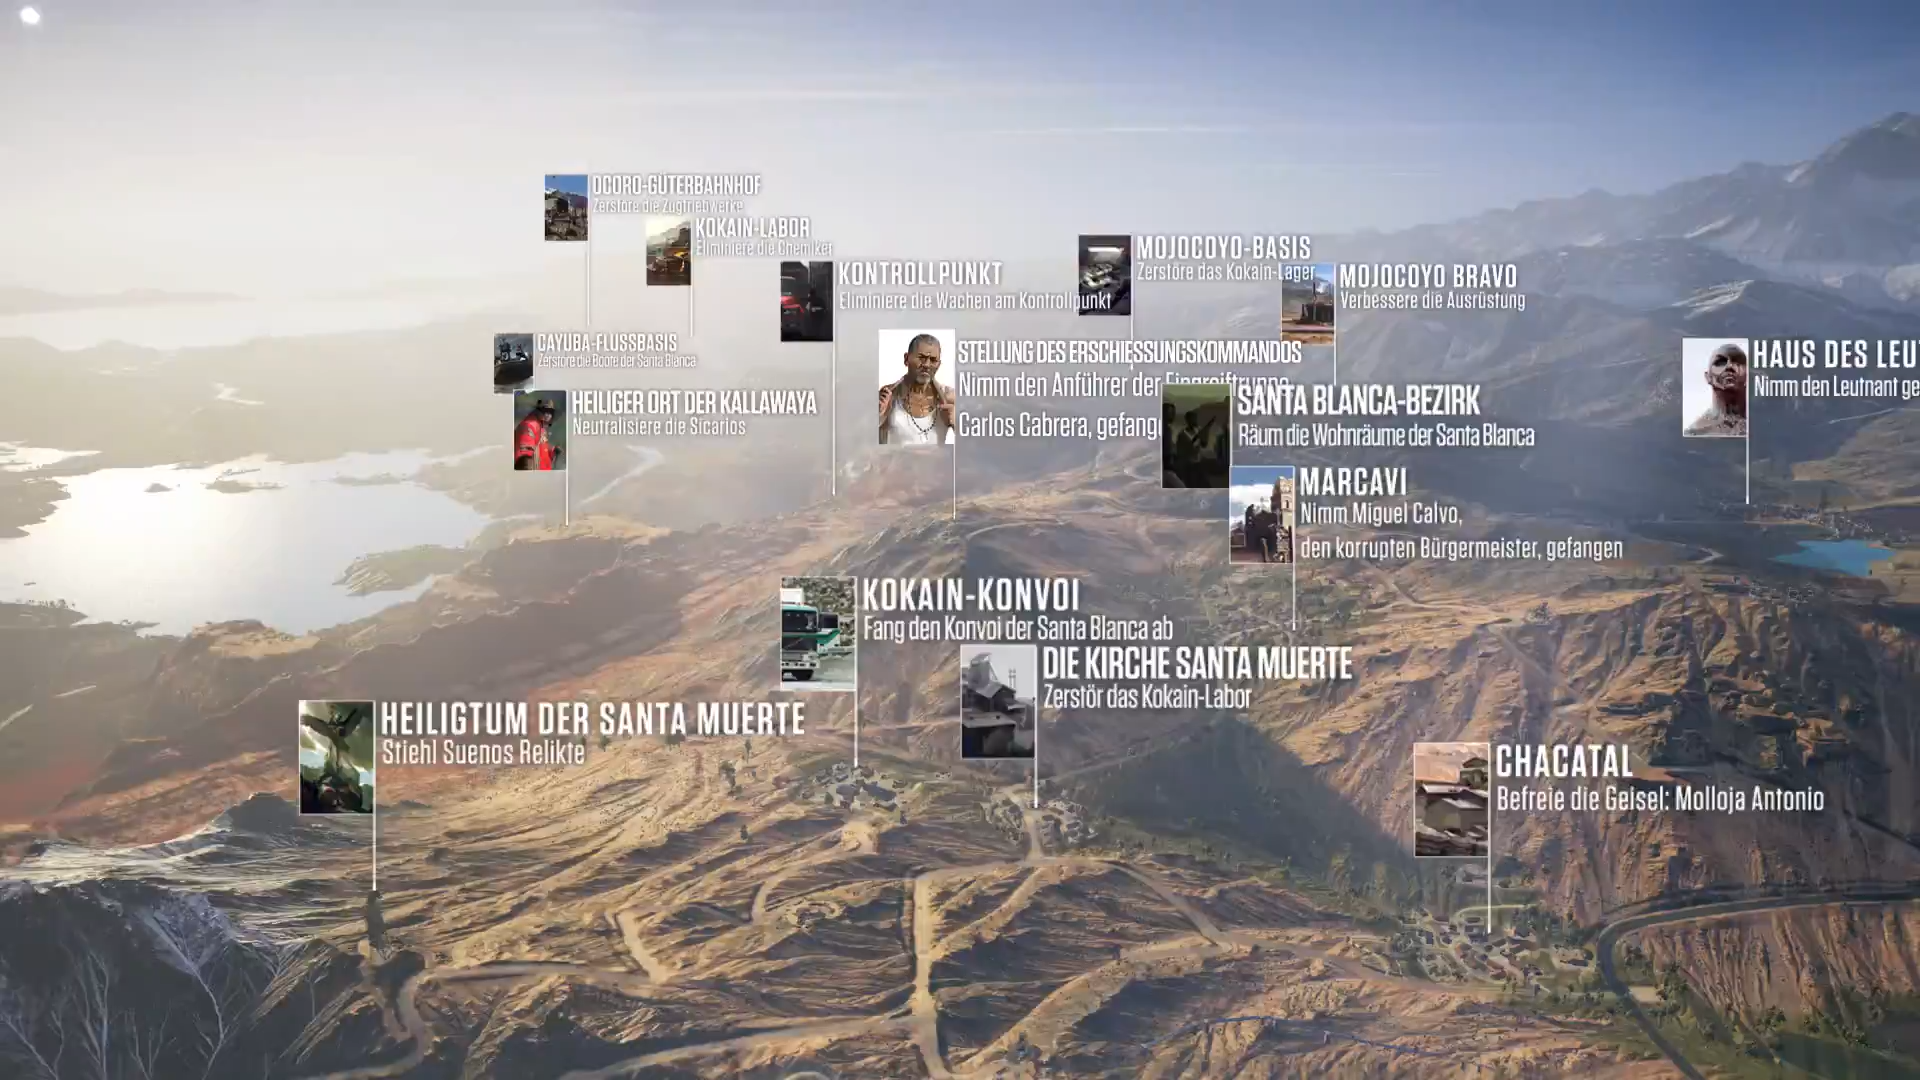 OCORO-GÜTERBAHNHOF
Zerstöre die Zugtriebwerke
KOKAIN-LABOR
Eliminiere die Chemiker
KONTROLLPUNKT
Eliminiere die Wachen am Kontrollpunkt
MOJOCOYO-BASIS
Zerstöre das Kokain-Lager
MOJOCOYO BRAVO
Verbessere die Ausrüstung
CAYUBA-FLUSSBASIS
Zerstöre die Boote der Santa Blanca
STELLUNG DES ERSCHIESSUNGSKOMMANDOS
Nimm den Anführer der Eingreiftruppe,
Carlos Cabrera, gefang
HAUS DES LEU
Nimm den Leutnant ge
HEILIGER ORT DER KALLAWAYA
Neutralisiere die Sicarios
SANTA BLANCA-BEZIRK
Räum die Wohnräume der Santa Blanca
MARCAVI
Nimm Miguel Calvo,
den korrupten Bürgermeister, gefangen
KOKAIN-KONVOI
Fang den Konvoi der Santa Blanca ab
DIE KIRCHE SANTA MUERTE
Zerstör das Kokain-Labor
HEILIGTUM DER SANTA MUERTE
Stiehl Suenos Relikte
CHACATAL
Befreie die Geisel: Molloja Antonio